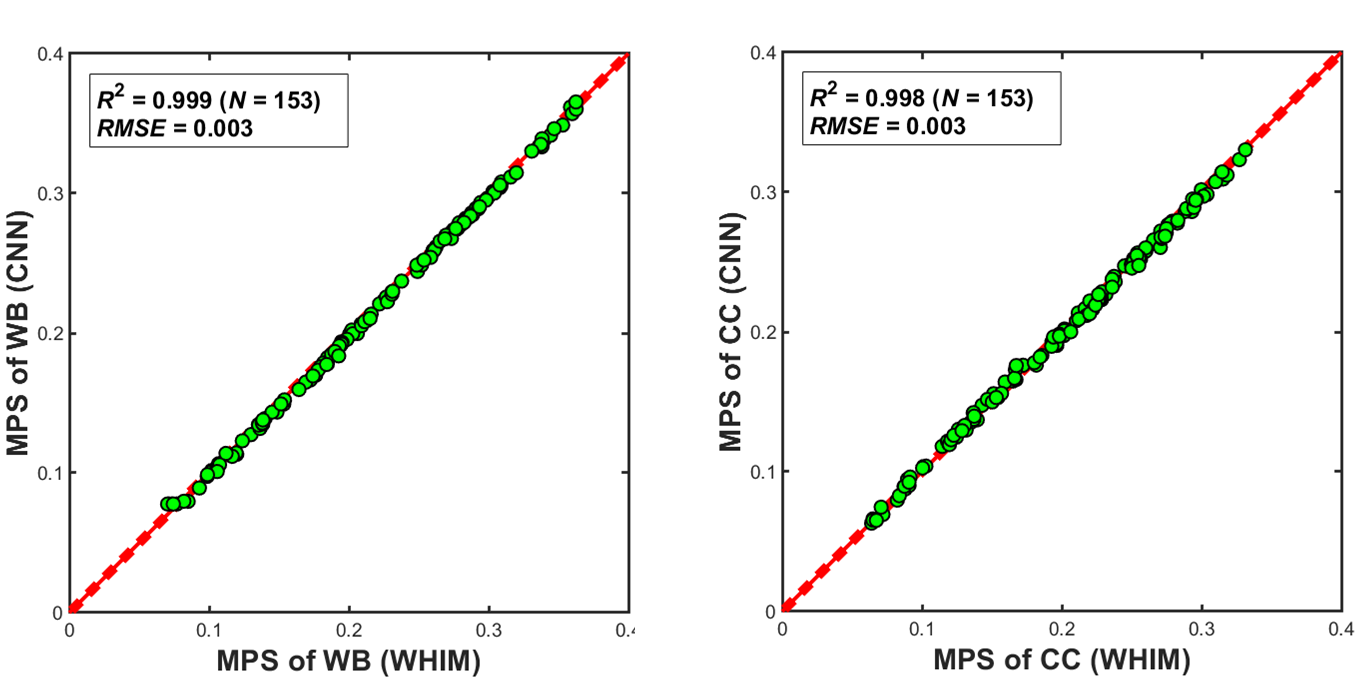 R2 = 0.999 (N = 153)
RMSE = 0.003
0.4
0.3
0.2
0.1
0
0
0.1
0.2
0.3
0.4
MPS of WB (CNN)
MPS of WB (WHIM)
R2 = 0.998 (N = 153)
RMSE = 0.003
0.4
0.3
0.2
0.1
0
0
0.1
0.2
0.3
0.4
MPS of CC (CNN)
MPS of CC (WHIM)